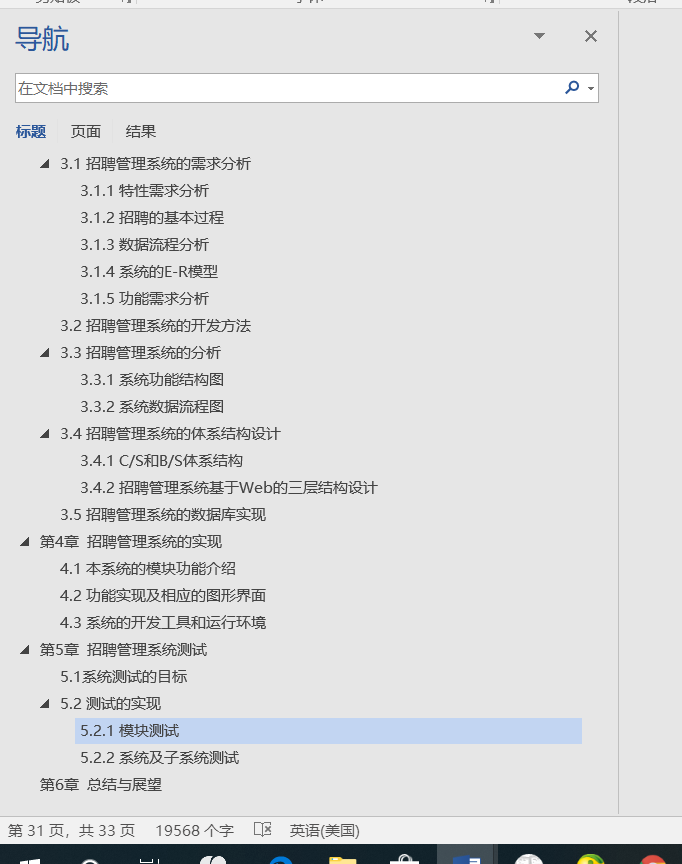 导航
在文档中搜索
标题 页面 结果
3.1 招聘管理系统的需求分析
3.1.1 特性需求分析
3.1.2 招聘的基本过程
3.1.3 数据流程分析
3.1.4 系统的E-R模型
3.1.5 功能需求分析
3.2 招聘管理系统的开发方法
3.3 招聘管理系统的分析
3.3.1 系统功能结构图
3.3.2 系统数据流程图
3.4 招聘管理系统的体系结构设计
3.4.1 C/S和B/S体系结构
3.4.2 招聘管理系统基于Web的三层结构设计
3.5 招聘管理系统的数据库实现
第4章 招聘管理系统的实现
4.1 本系统的模块功能介绍
4.2 功能实现及相应的图形界面
4.3 系统的开发工具和运行环境
第5章 招聘管理系统测试
5.1系统测试的目标
5.2 测试的实现
5.2.1 模块测试
5.2.2 系统及子系统测试
第6章 总结与展望
第 31 页，共 33 页 19568 个字 英语(美国)